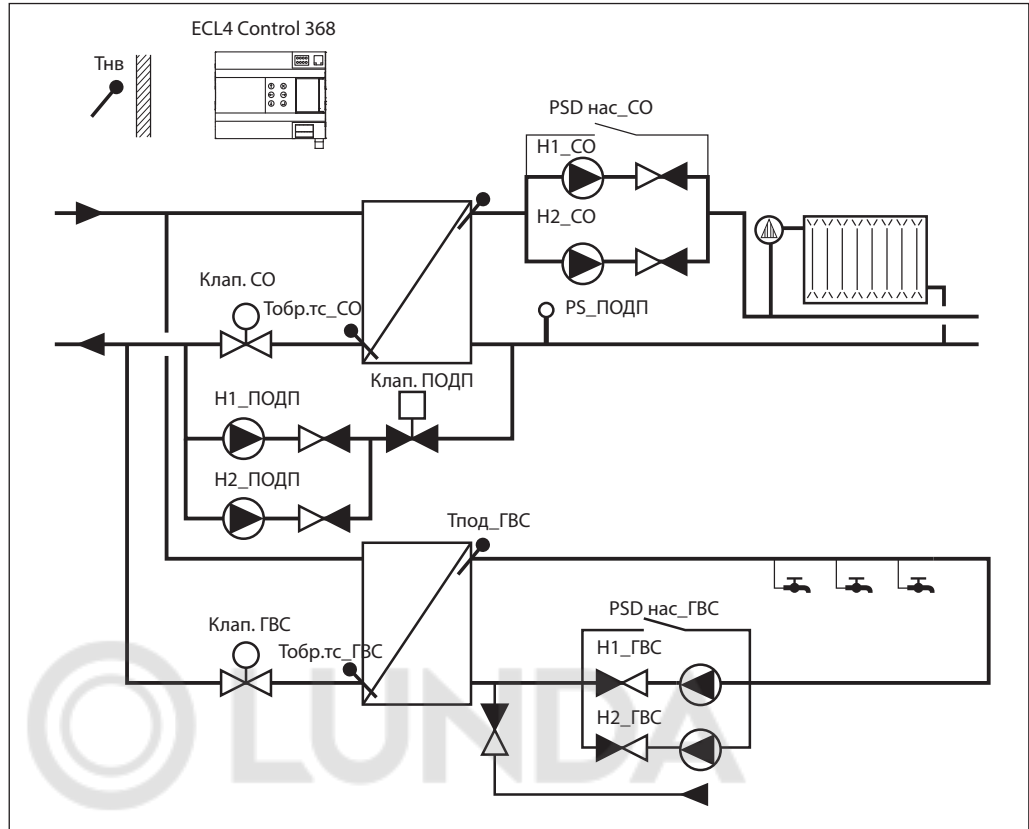 ECL4 Control 368
Тнв
PSD нас_СО
Н1_СО
Н2_СО
Клап. СО
Тобр.тс_СО
PS_ПОДП
Клап. ПОДП
Н1_ПОДП
Н2_ПОДП
Тпод_ГВС
Клап. ГВС
Тобр.тс_ГВС
PSD нас_ГВС
Н1_ГВС
Н2_ГВС
LUNDA